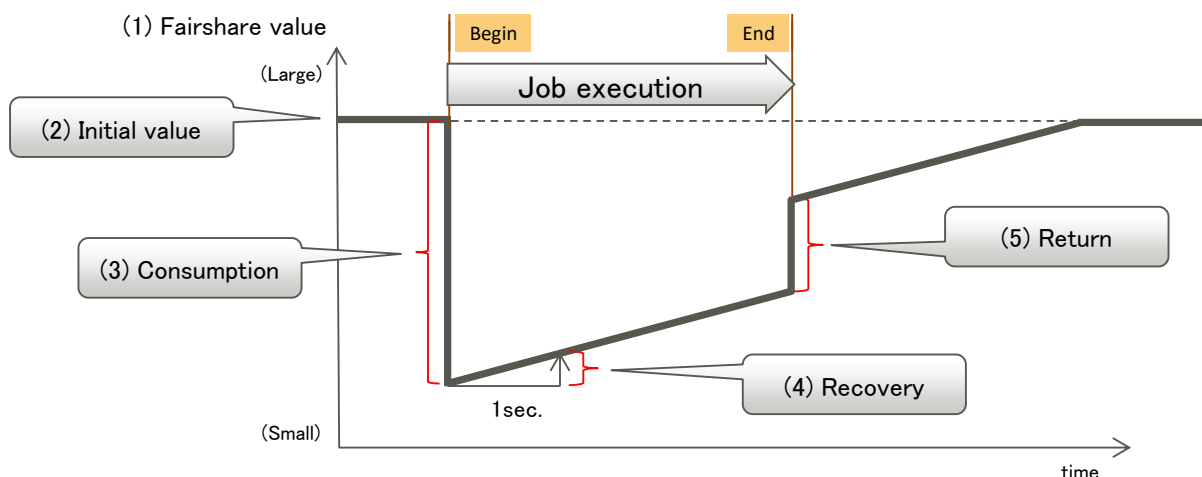 (1) Fairshare value
Begin
End
(Large)
Job execution
(2) Initial value
(3) Consumption
(5) Return
(4) Recovery
1sec.
(Small)
time